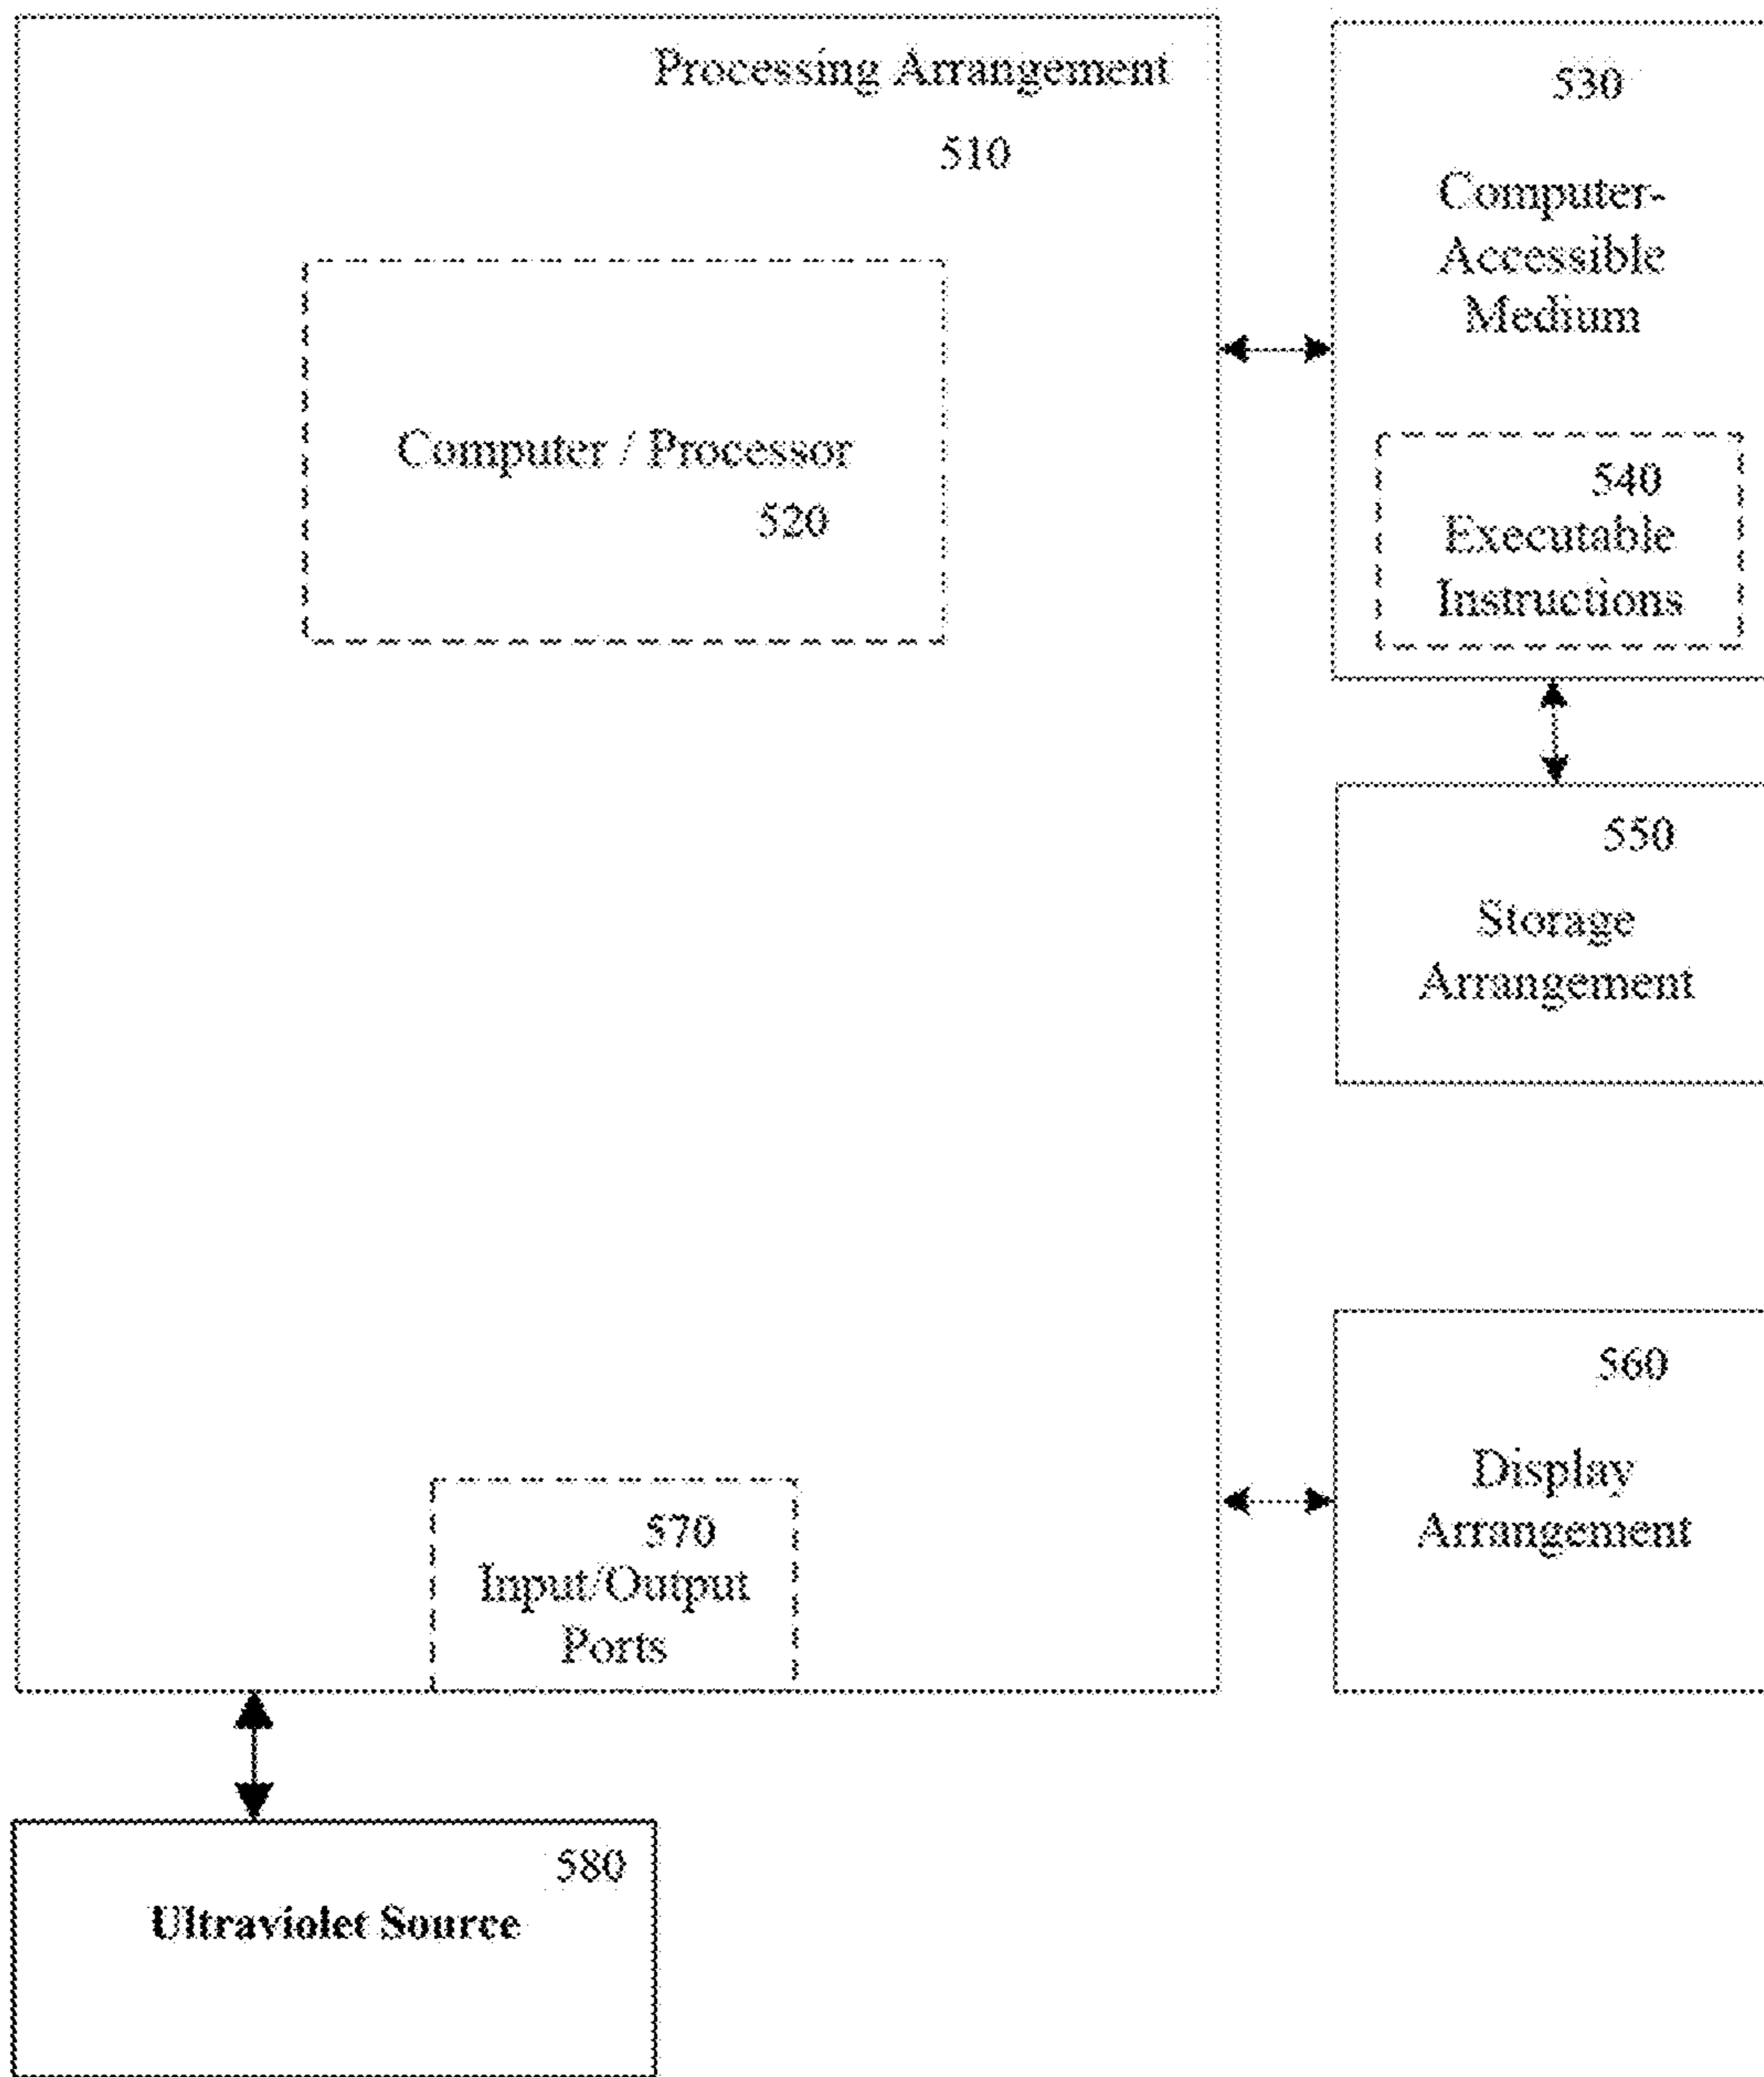 Processing Arrangement
510
Computer / Processor
520
530
Computer-
Accessible
Medium
540
Executable
Instructions
550
Storage
Arrangement
560
Display
Arrangement
570
Input/Output
Ports
580
Ultraviolet Source